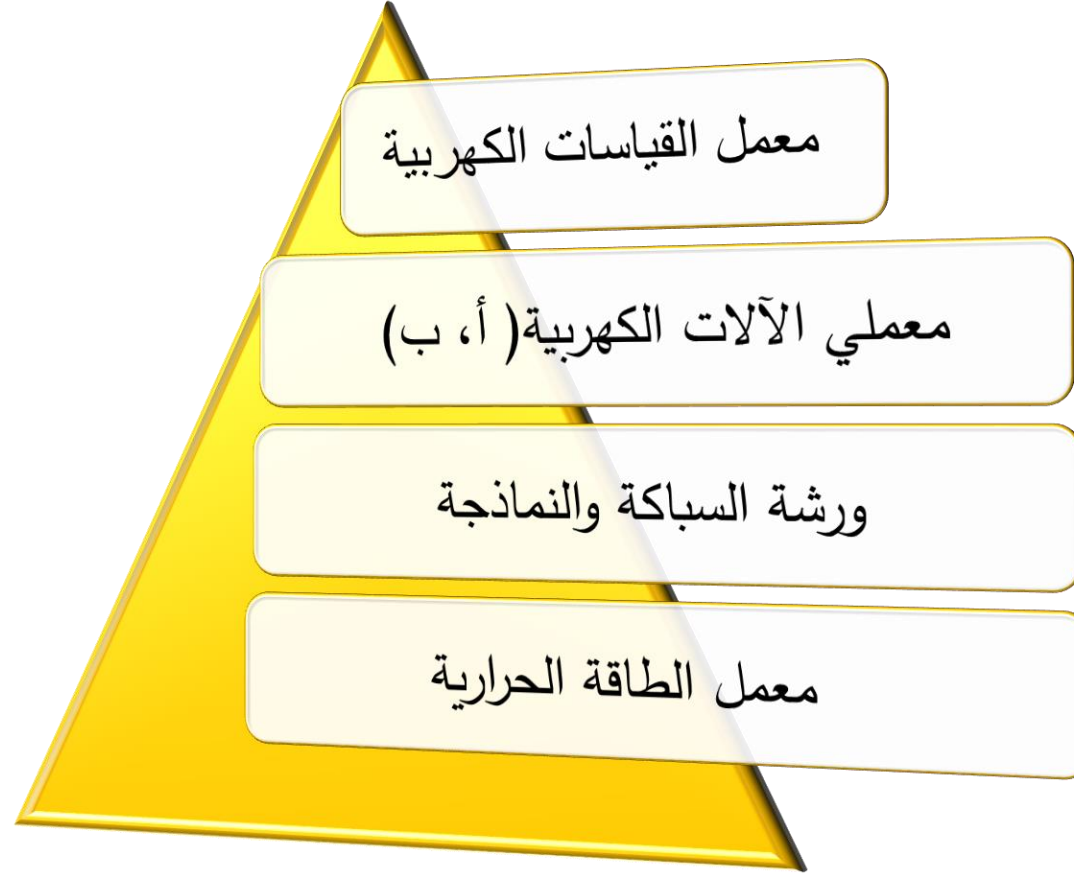 معمل القياسات الكهربية
معملي الآلات الكهربية( أ، ب)
ورشة السباكة والنماذجة
معمل الطاقة الحرارية